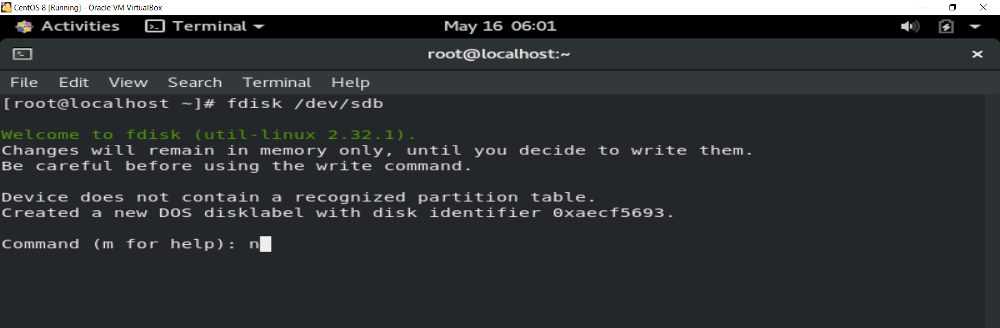 CentOS 8 [Running] - Oracle VM VirtualBox
Activities Terminal May 16 06:01
root@localhost:~
File Edit View Search Terminal Help
[root@localhost ~]# fdisk /dev/sdb
Welcome to fdisk (util-linux 2.32.1).
Changes will remain in memory only, until you decide to write them.
Be careful before using the write command.
Device does not contain a recognized partition table.
Created a new DOS disklabel with disk identifier 0xaecf5693.
Command (m for help): n